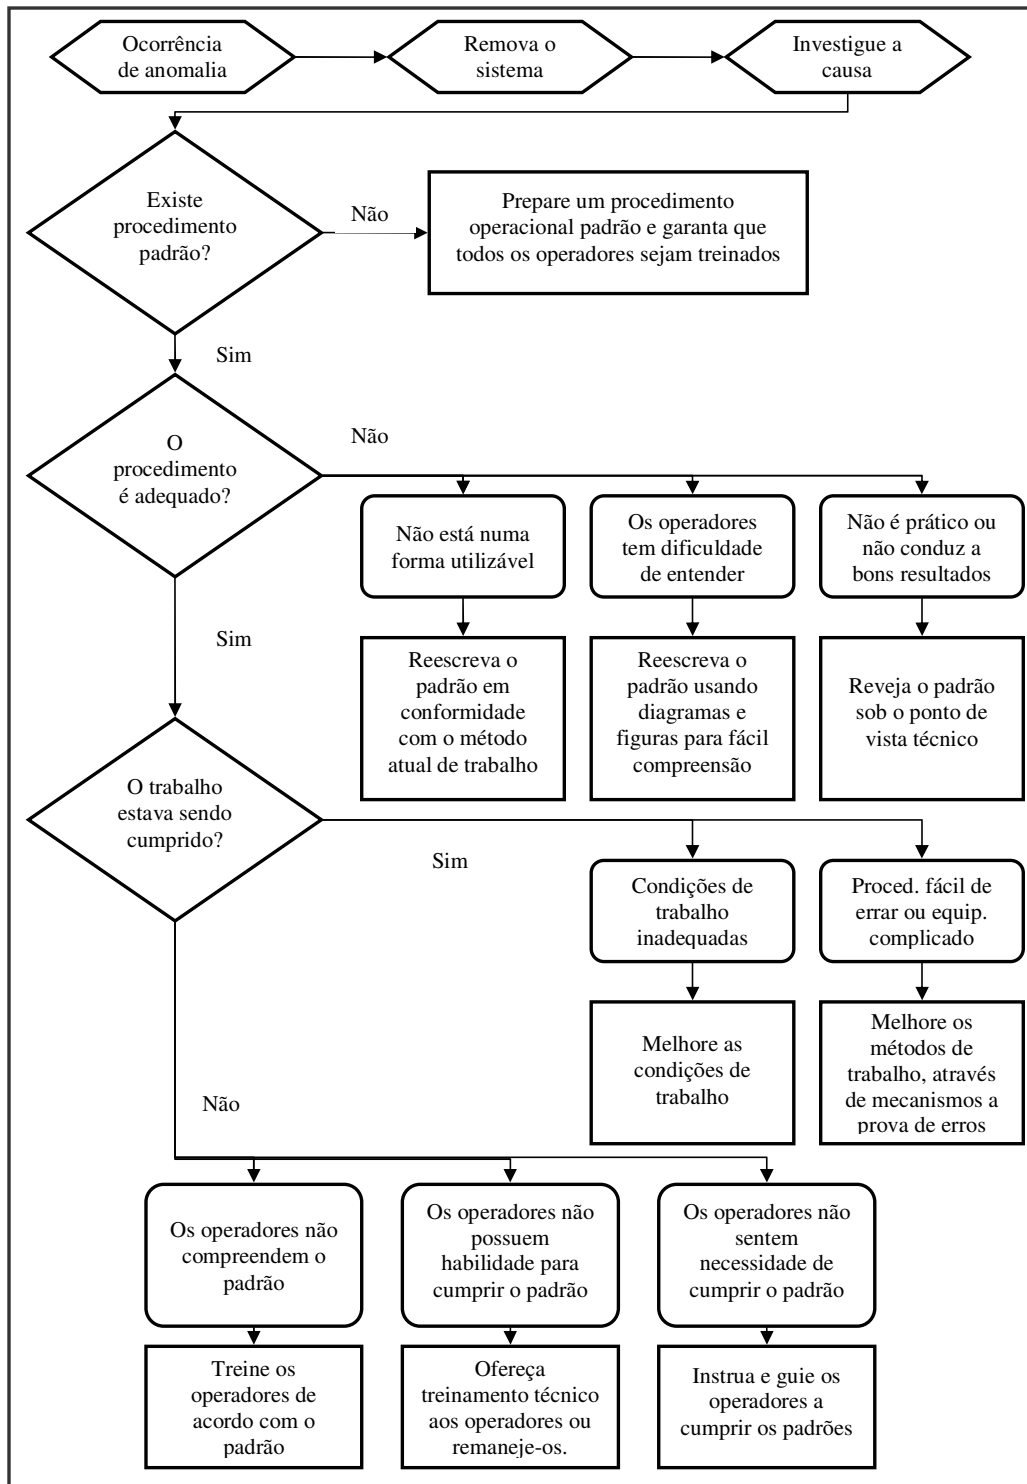 Ocorrência
de anomalia
Remova o
sistema
Investigue a
causa
Existe
procedimento
padrão?
Não
Prepare um procedimento
operacional padrão e garanta que
todos os operadores sejam treinados
Sim
O
procedimento
é adequado?
Não
Não está numa
forma utilizável
Os operadores
tem dificuldade
de entender
Não é prático ou
não conduz a
bons resultados
Sim
Reescreva o
padrão em
conformidade
com o método
atual de trabalho
Reescreva o
padrão usando
diagramas e
figuras para fácil
compreensão
Reveja o padrão
sob o ponto de
vista técnico
O trabalho
estava sendo
cumprido?
Sim
Condições de
trabalho
inadequadas
Proced. fácil de
errar ou equip.
complicado
Melhore as
condições de
trabalho
Melhore os
métodos de
trabalho, através
de mecanismos a
prova de erros
Não
Os operadores não
compreendem o
padrão
Os operadores não
possuem
habilidade para
cumprir o padrão
Os operadores não
sentem
necessidade de
cumprir o padrão
Treine os
operadores de
acordo com o
padrão
Ofereça
treinamento técnico
aos operadores ou
remaneje-os.
Instrua e guie os
operadores a
cumprir os padrões